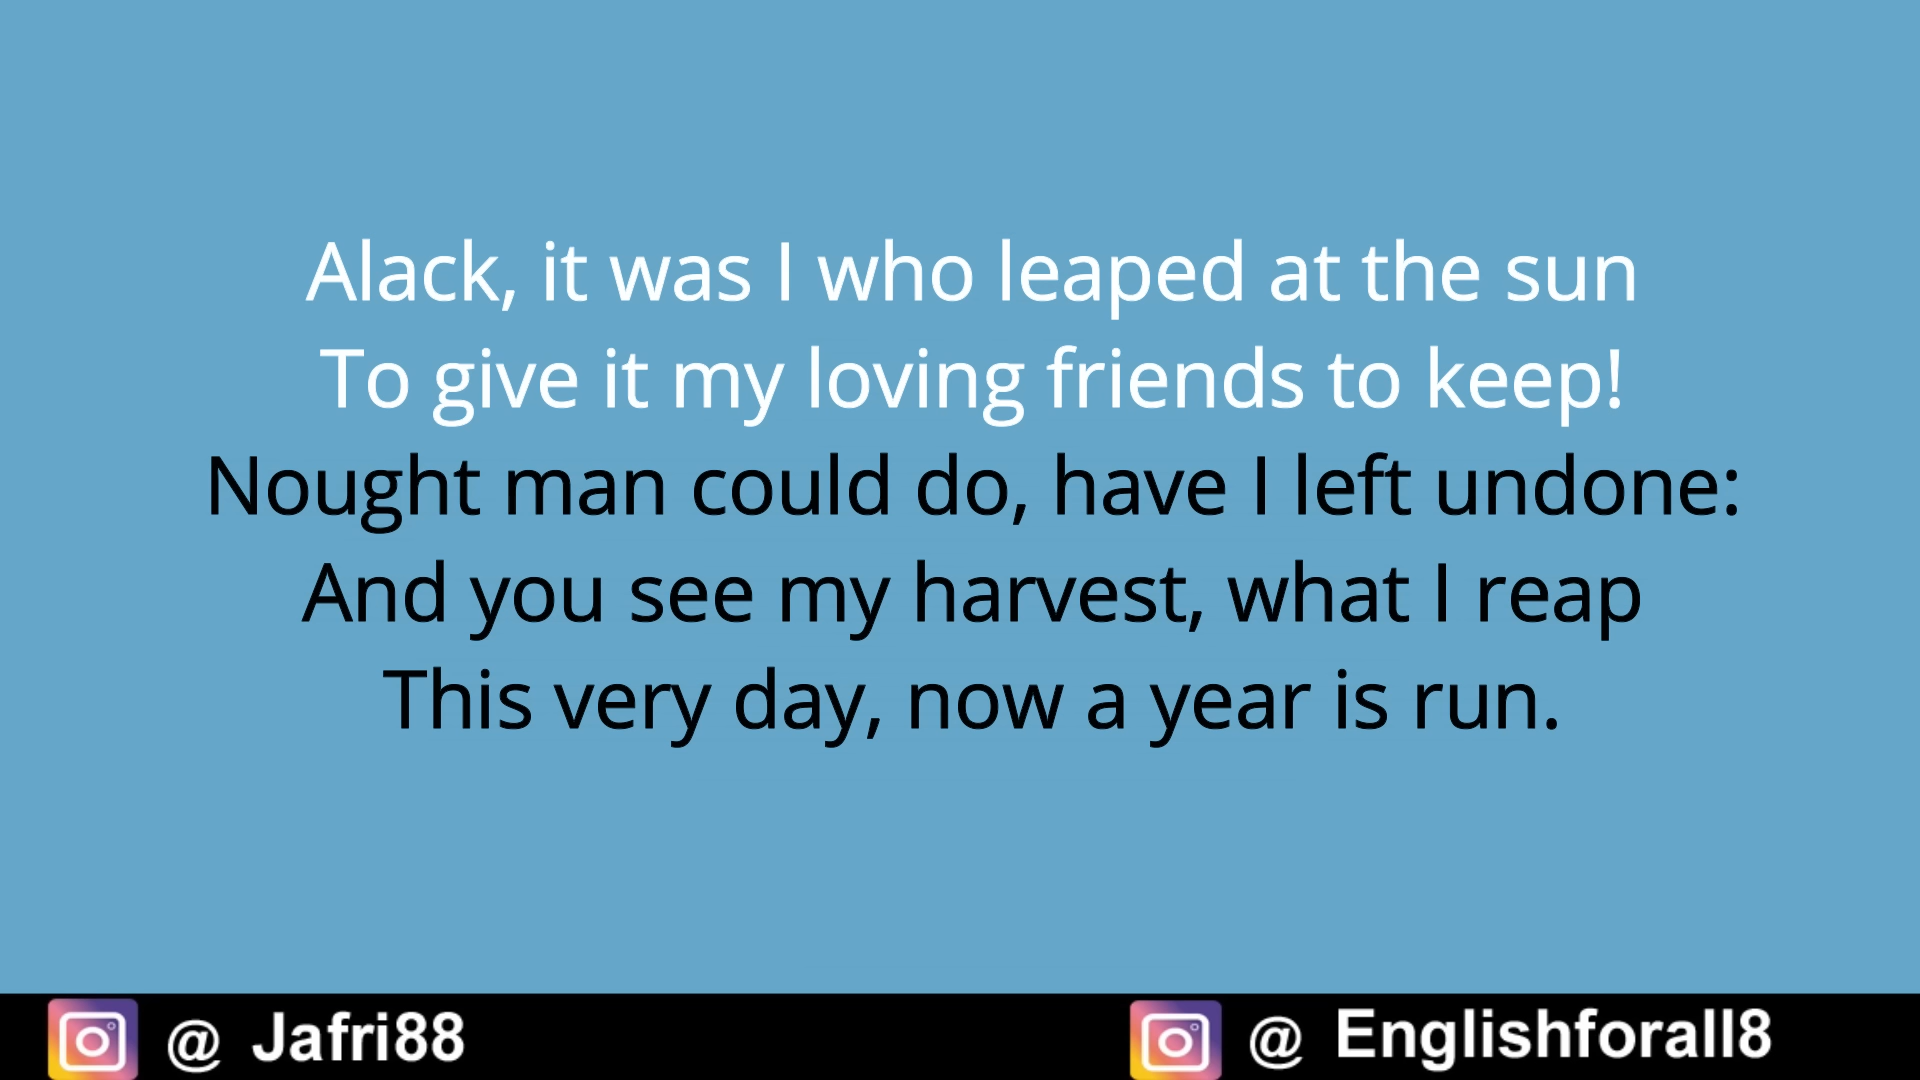 Alack, it was I who leaped at the sun
To give it my loving friends to keep!
Nought man could do, have I left undone:
And you see my harvest, what I reap
This very day, now a year is run.
@ Jafri88
@ Englishforall8